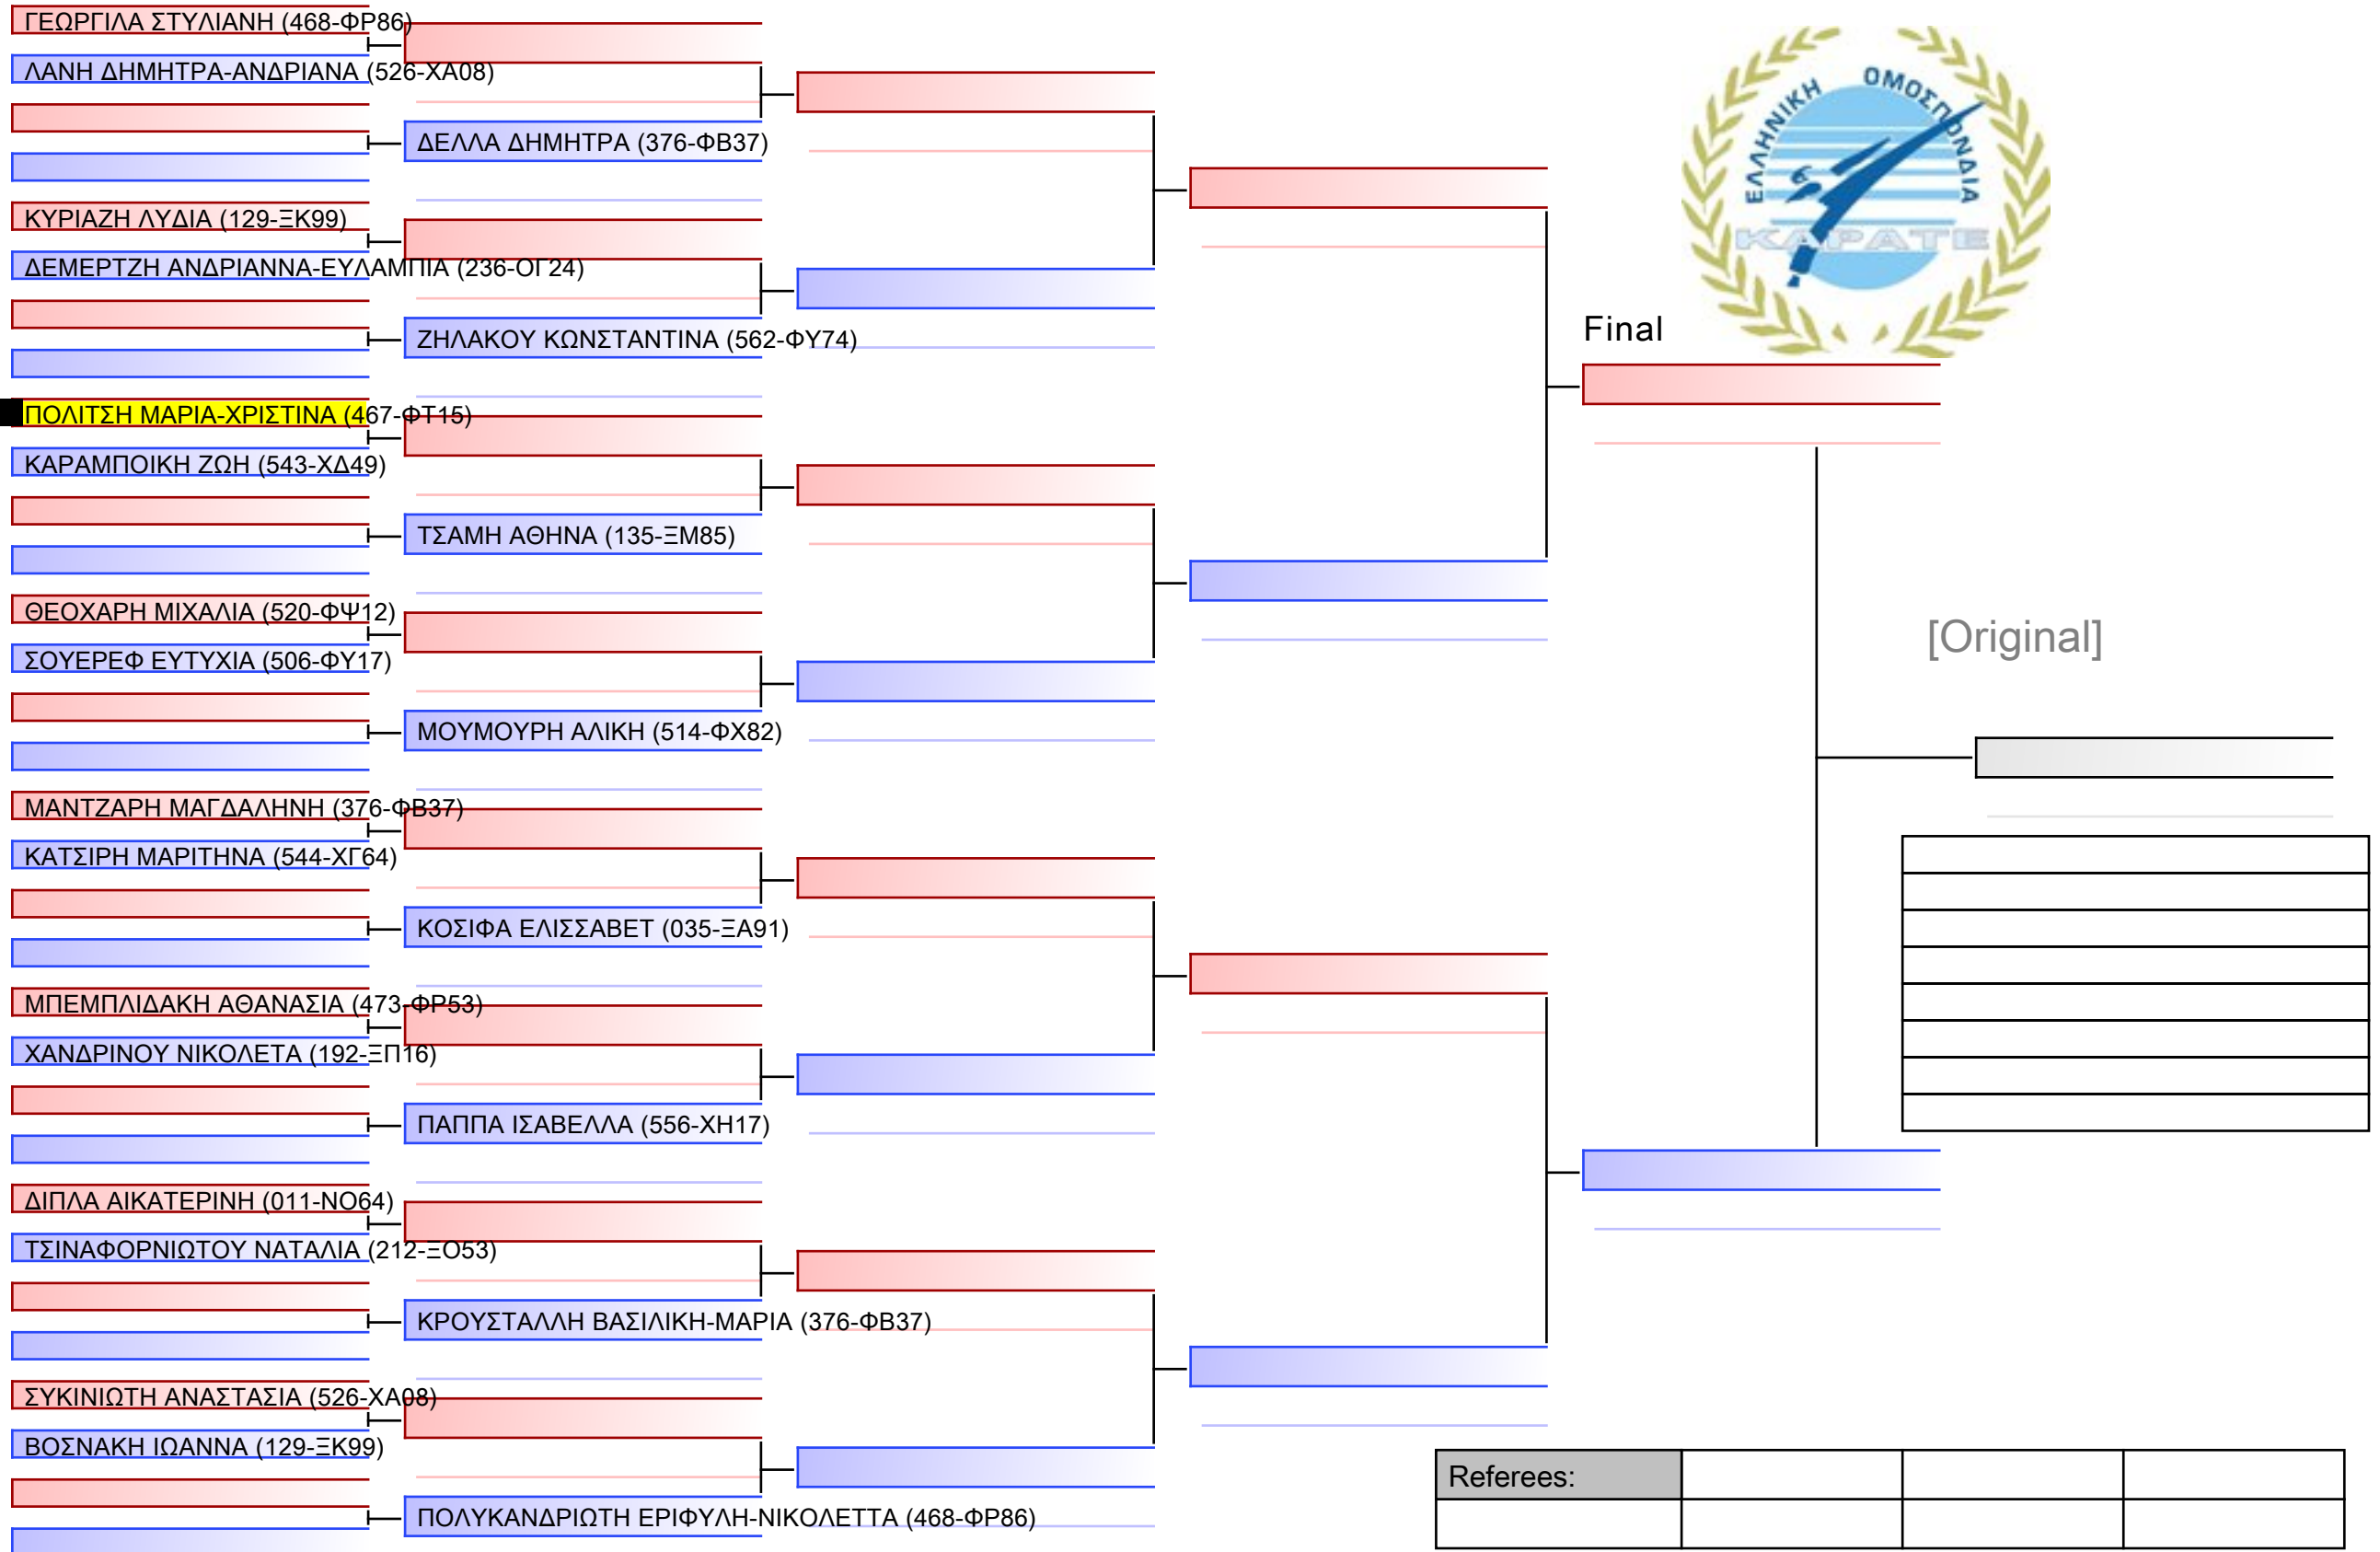 ΓΕΩΡΓΙΛΑ ΣΤΥΛΙΑΝΗ (468-ΦΡ86)
ΛΑΝΗ ΔΗΜΗΤΡΑ-ΑΝΔΡΙΑΝΑ (526-ΧΑ08)
ΔΕΛΛΑ ΔΗΜΗΤΡΑ (376-ΦΒ37)
ΚΥΡΙΑΖΗ ΛΥΔΙΑ (129-ΞΚ99)
ΔΕΜΕΡΤΖΗ ΑΝΔΡΙΑΝΝΑ-ΕΥΛΑΜΠΙΑ (236-ΟΓ24)
ΖΗΛΑΚΟΥ ΚΩΝΣΤΑΝΤΙΝΑ (562-ΦΥ74)
ΠΟΛΙΤΣΗ ΜΑΡΙΑ-ΧΡΙΣΤΙΝΑ (467-ΦΤ15)
ΚΑΡΑΜΠΟΙΚΗ ΖΩΗ (543-ΧΔ49)
ΤΣΑΜΗ ΑΘΗΝΑ (135-ΞΜ85)
ΘΕΟΧΑΡΗ ΜΙΧΑΛΙΑ (520-ΦΨ12)
ΣΟΥΕΡΕΦ ΕΥΤΥΧΙΑ (506-ΦΥ17)
ΜΟΥΜΟΥΡΗ ΑΛΙΚΗ (514-ΦΧ82)
ΜΑΝΤΖΑΡΗ ΜΑΓΔΑΛΗΝΗ (376-ΦΒ37)
ΚΑΤΣΙΡΗ ΜΑΡΙΤΗΝΑ (544-ΧΓ64)
ΚΟΣΙΦΑ ΕΛΙΣΣΑΒΕΤ (035-ΞΑ91)
ΜΠΕΜΠΛΙΔΑΚΗ ΑΘΑΝΑΣΙΑ (473-ΦΡ53)
ΧΑΝΔΡΙΝΟΥ ΝΙΚΟΛΕΤΑ (192-ΞΠ16)
ΠΑΠΠΑ ΙΣΑΒΕΛΛΑ (556-ΧΗ17)
ΔΙΠΛΑ ΑΙΚΑΤΕΡΙΝΗ (011-ΝΟ64)
ΤΣΙΝΑΦΟΡΝΙΩΤΟΥ ΝΑΤΑΛΙΑ (212-ΞΟ53)
ΚΡΟΥΣΤΑΛΛΗ ΒΑΣΙΛΙΚΗ-ΜΑΡΙΑ (376-ΦΒ37)
ΣΥΚΙΝΙΩΤΗ ΑΝΑΣΤΑΣΙΑ (526-ΧΑ08)
ΒΟΣΝΑΚΗ ΙΩΑΝΝΑ (129-ΞΚ99)
ΠΟΛΥΚΑΝΔΡΙΩΤΗ ΕΡΙΦΥΛΗ-ΝΙΚΟΛΕΤΤΑ (468-ΦΡ86)
ΕΛΛΗΝΙΚΗ ΟΜΟΣΠΟΝΔΙΑ
ΚΑΡΑΤΕ
Final
[Original]
Referees: